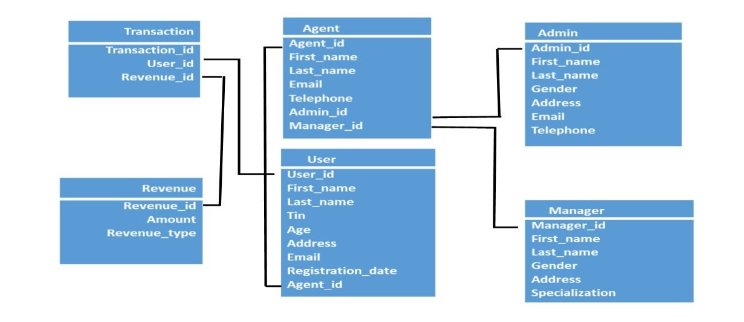 Transaction
Transaction_id
User_id
Revenue_id
Agent
Agent_id
First_name
Last_name
Email
Telephone
Admin_id
Manager_id
Admin
Admin_id
First_name
Last_name
Gender
Address
Email
Telephone
Revenue
Revenue_id
Amount
Revenue_type
User
User_id
First_name
Last_name
Tin
Age
Address
Email
Registration_date
Agent_id
Manager
Manager_id
First_name
Last_name
Gender
Address
Specialization